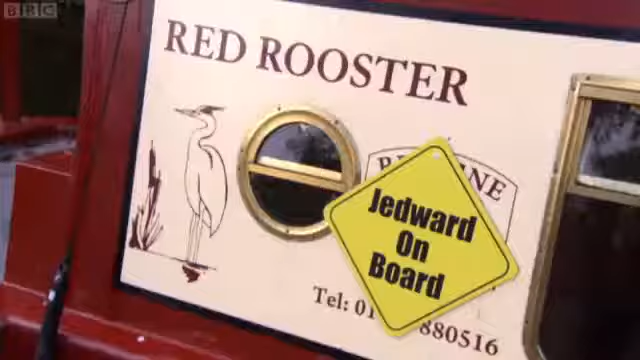 BBC
RED ROOSTER
Jedward
On
Board
Tel: 01 880516